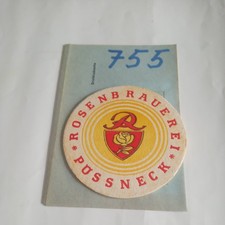 755
ROSENBRAUEREI
* PÖSSNECK *
R